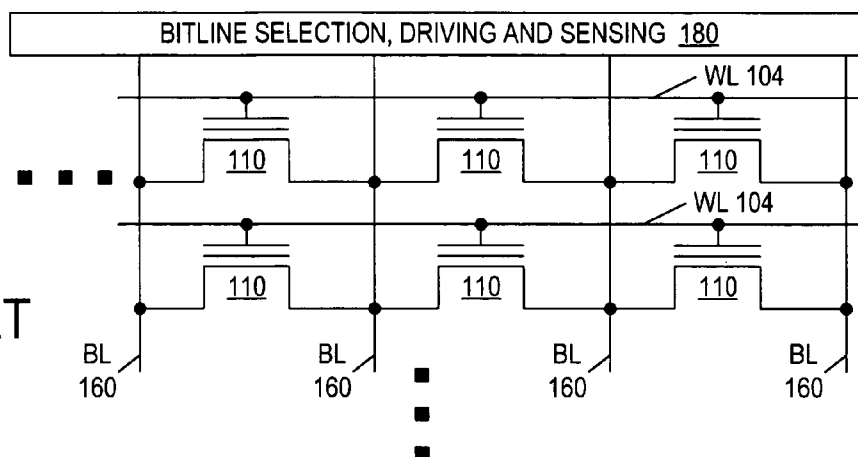 BITLINE SELECTION, DRIVING AND SENSING 180
WL 104
110 110 110
WL 104
110 110 110
BL 160 BL 160 BL 160 BL 160